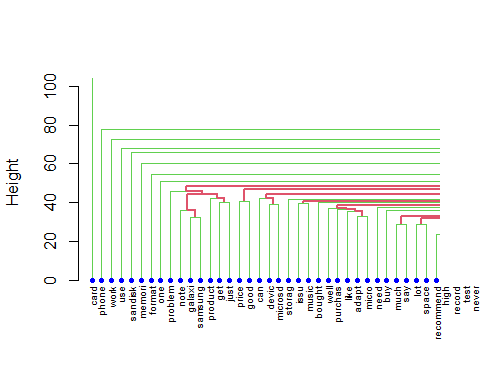 Height
100
80
60
40
20
0
card
phone
work
use
sandisk
memori
format
one
problem
note
galaxi
samsung
product
get
just
price
good
can
devic
microsd
storag
issu
music
bought
well
purchas
like
adapt
micro
need
buy
much
say
lot
space
recommend
high
record
test
never